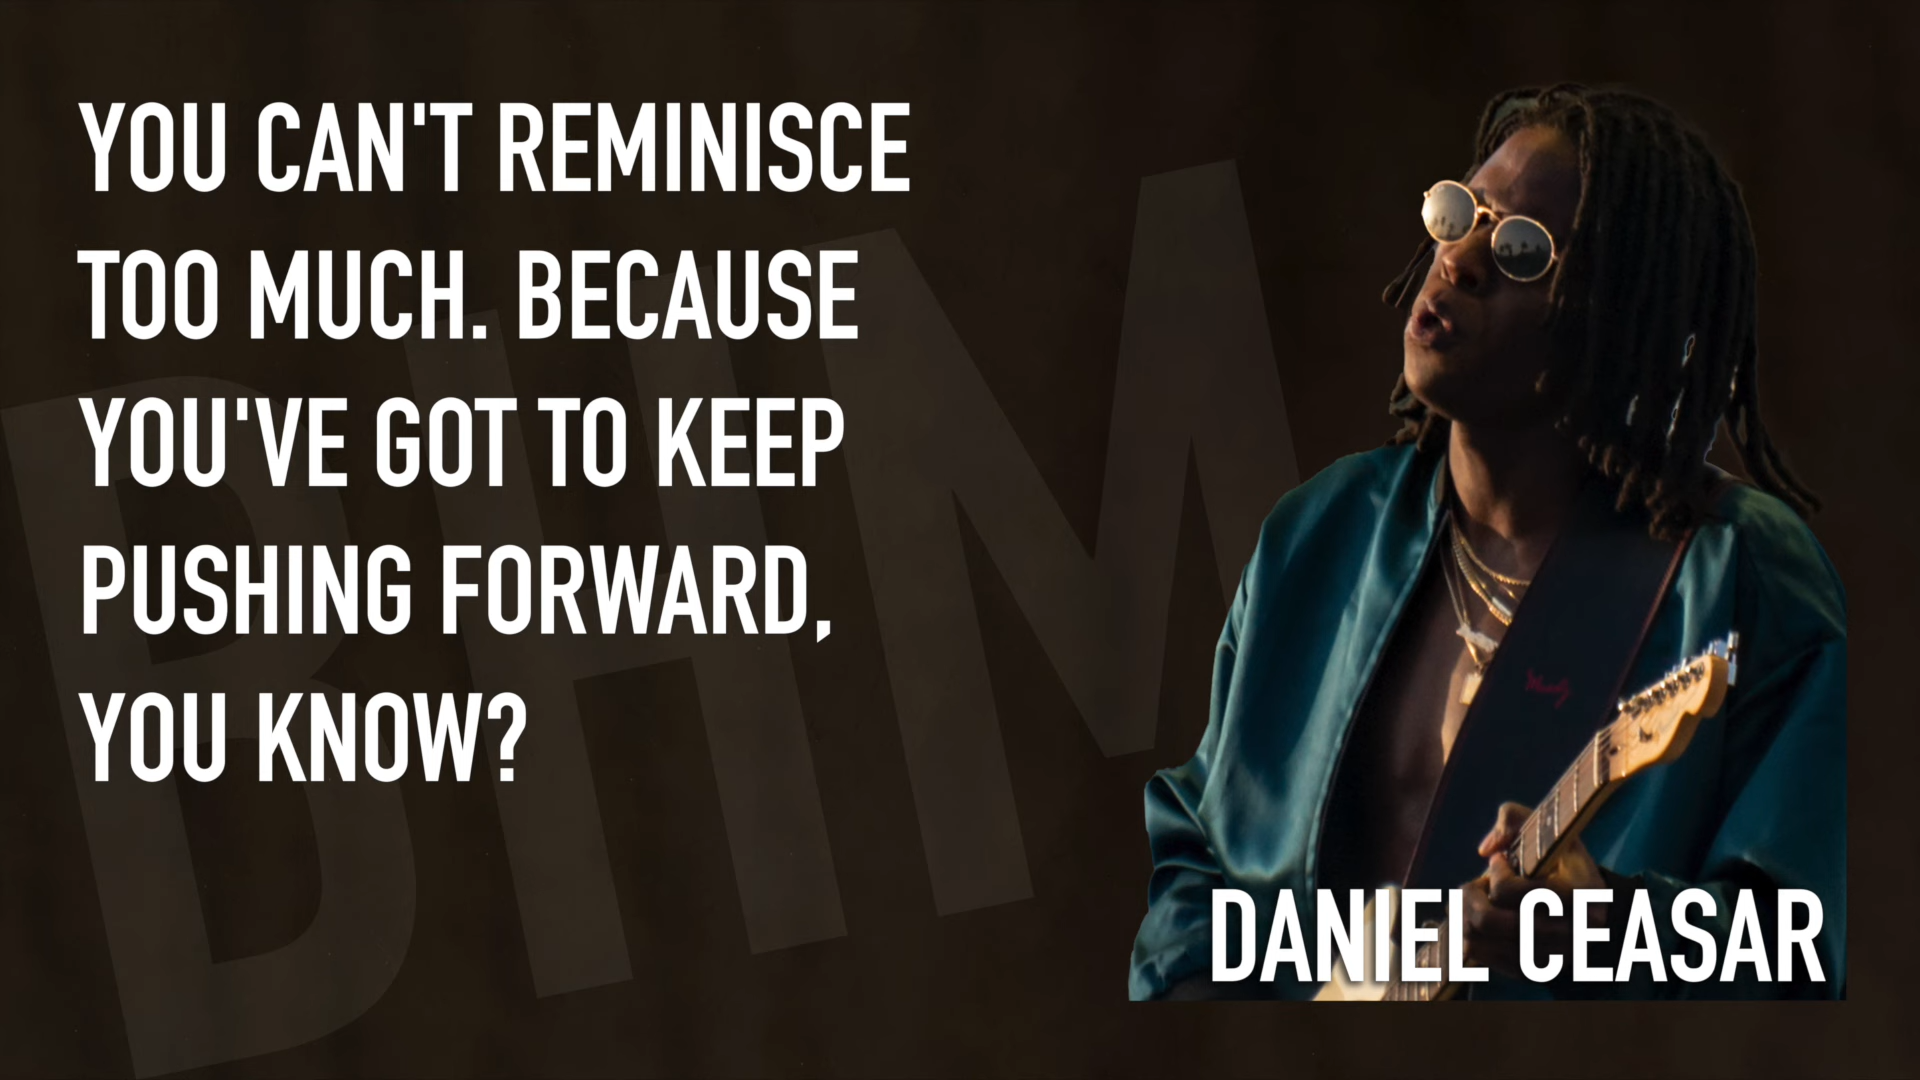 YOU CAN'T REMINISCE
TOO MUCH. BECAUSE
YOU'VE GOT TO KEEP
PUSHING FORWARD,
YOU KNOW?
BHM
DANIEL CEASAR